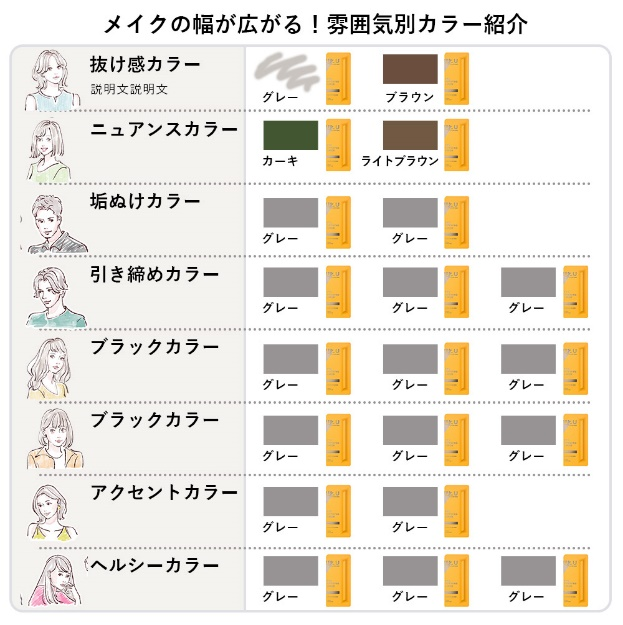 メイクの幅が広がる！雰囲気別カラー紹介
抜け感カラー
説明文説明文
グレー
ブラウン
ニュアンスカラー
カーキ
ライトブラウン
垢ぬけカラー
グレー
グレー
引き締めカラー
グレー
グレー
グレー
ブラックカラー
グレー
グレー
グレー
ブラックカラー
グレー
グレー
グレー
アクセントカラー
グレー
グレー
ヘルシーカラー
グレー
グレー
グレー